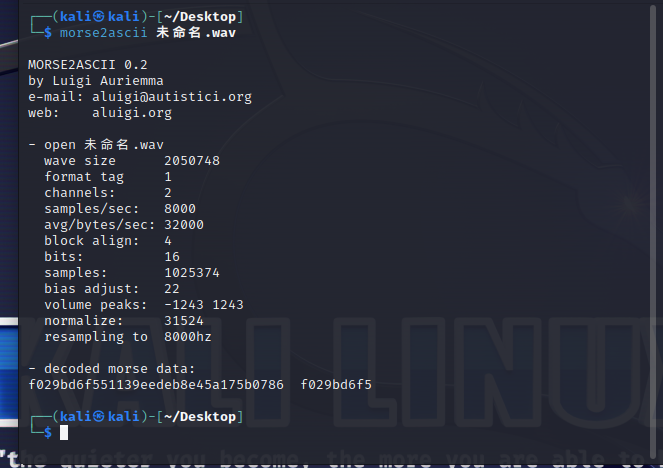 ┌──(kali㉿kali)-[~/Desktop]
└─$ morse2ascii 未命名.wav
MORSE2ASCII 0.2
by Luigi Auriemma
e-mail: aluigi@autistici.org
web:    aluigi.org
- open 未命名.wav
  wave size      2050748
  format tag     1
  channels:      2
  samples/sec:   8000
  avg/bytes/sec: 32000
  block align:   4
  bits:          16
  samples:       1025374
  bias adjust:   22
  volume peaks:  -1243 1243
  normalize:     31524
  resampling to  8000hz
- decoded morse data:
f029bd6f551139eedeb8e45a175b0786  f029bd6f5
┌──(kali㉿kali)-[~/Desktop]
└─$
KALI LINUX
"the quieter you become, the more you are able to